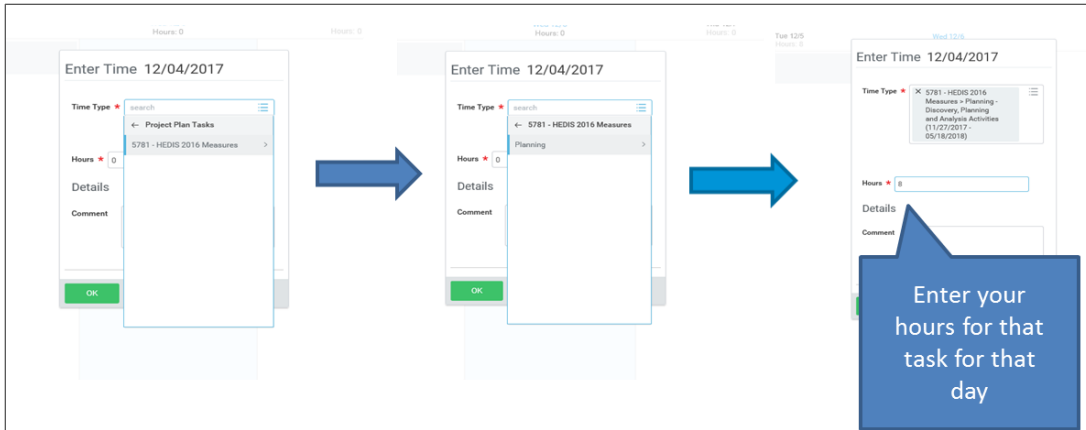 Hours: 0
Hours: 0
Enter Time 12/04/2017
Time Type *
search
← Project Plan Tasks
5781 - HEDIS 2016 Measures >
Hours * 0
Details
Comment
OK
Hours: 0
Hours: 0
Enter Time 12/04/2017
Time Type *
search
← 5781 - HEDIS 2016 Measures
Planning >
Hours * 0
Details
Comment
OK
Tue 12/5
Wed 12/6
Hours: 0
Enter Time 12/04/2017
Time Type *
× 5781 - HEDIS 2016
Measures > Planning -
Discovery, Planning
and Analysis Activities
(11/27/2017 -
05/18/2018)
Hours * 8
Details
Comment
Enter your
hours for that
task for that
day